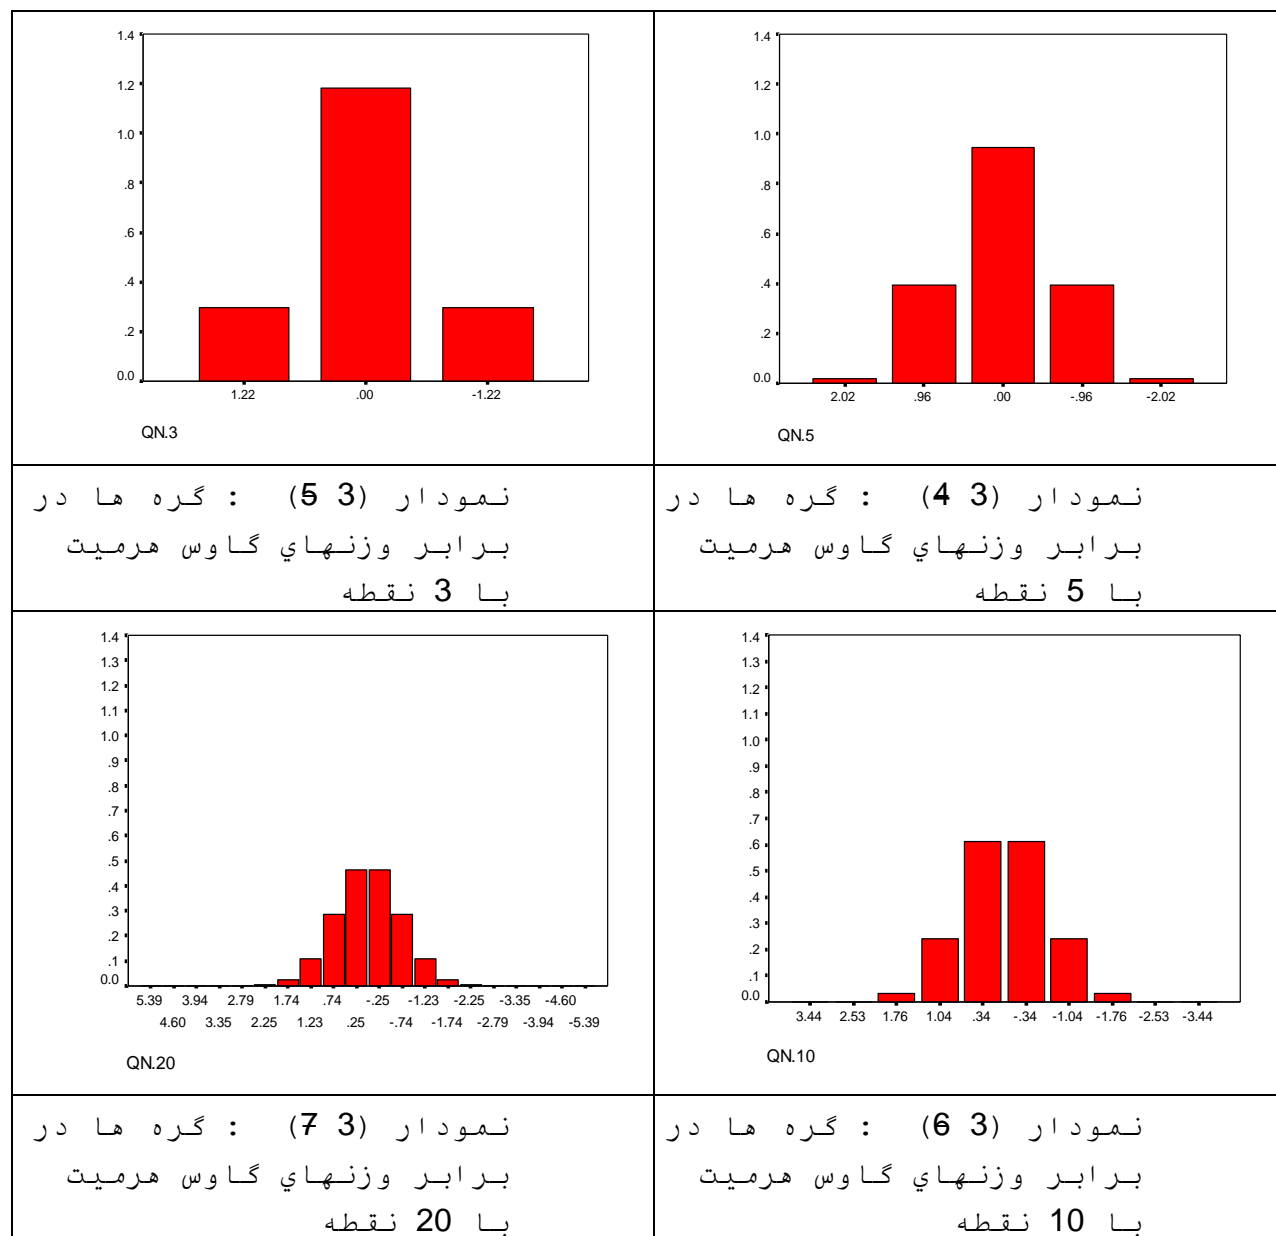 1.4
1.2
1.0
.8
.6
.4
.2
0.0
1.22 .00 -1.22
QN.3
1.4
1.2
1.0
.8
.6
.4
.2
0.0
2.02 .96 .00 -.96 -2.02
QN.5
نمودار (3 5) : گره ها در
برابر وزنهاي گاوس هرميت
با 3 نقطه
نمودار (3 4) : گره ها در
برابر وزنهاي گاوس هرميت
با 5 نقطه
1.4
1.3
1.2
1.1
1.0
.9
.8
.7
.6
.5
.4
.3
.2
.1
0.0
5.39 3.94 2.79 1.74 .74 -.25 -1.23 -2.25 -3.35 -4.60
4.60 3.35 2.25 1.23 .25 -.74 -1.74 -2.79 -3.94 -5.39
QN.20
1.4
1.3
1.2
1.1
1.0
.9
.8
.7
.6
.5
.4
.3
.2
.1
0.0
3.44 2.53 1.76 1.04 .34 -.34 -1.04 -1.76 -2.53 -3.44
QN.10
نمودار (3 7) : گره ها در
برابر وزنهاي گاوس هرميت
با 20 نقطه
نمودار (3 6) : گره ها در
برابر وزنهاي گاوس هرميت
با 10 نقطه